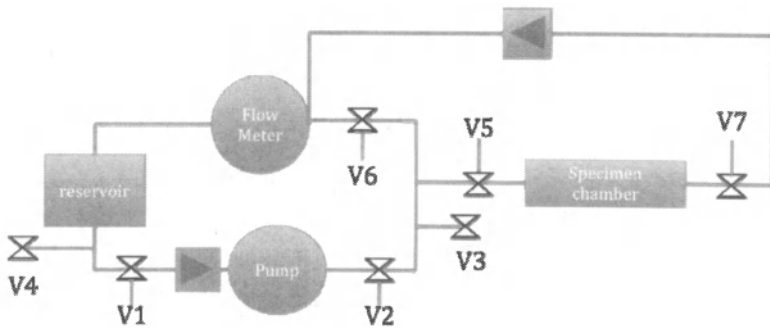 Flow
Meter
V5
V7
V6
Specimen
chamber
reservoir
V3
V4
Pump
V1
V2